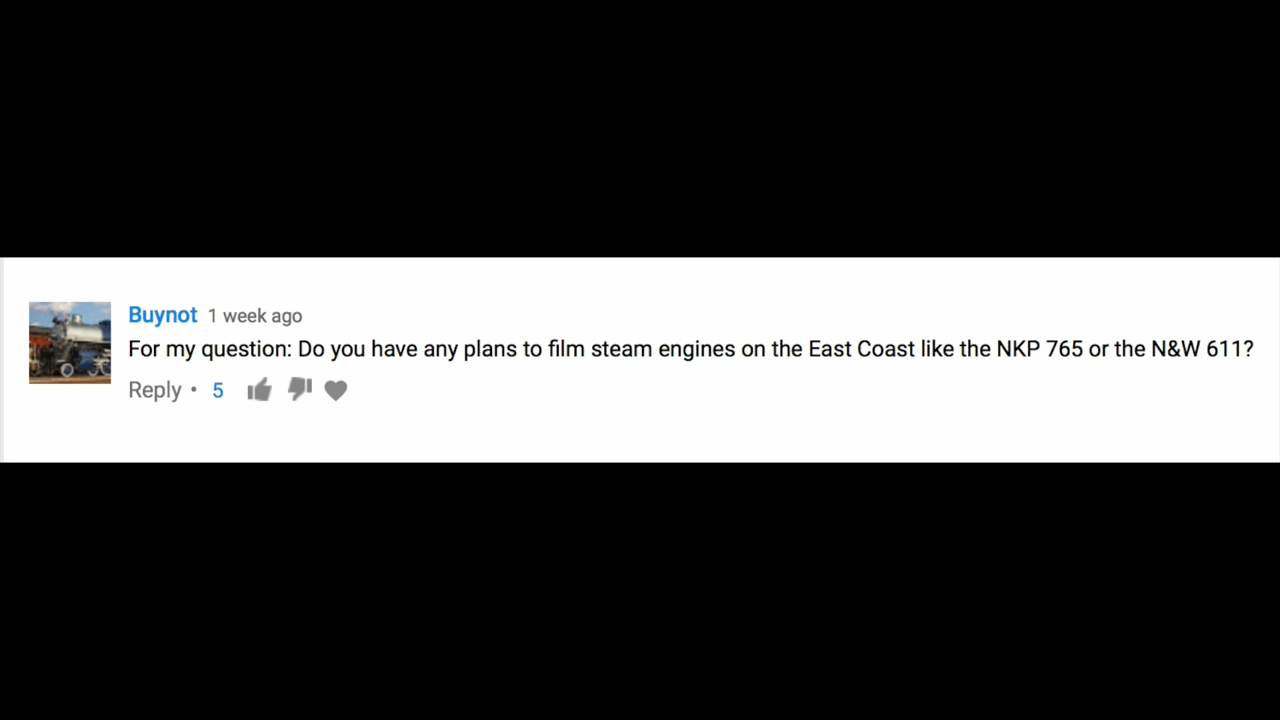 Buynot 1 week ago
For my question: Do you have any plans to film steam engines on the East Coast like the NKP 765 or the N&W 611?
Reply • 5